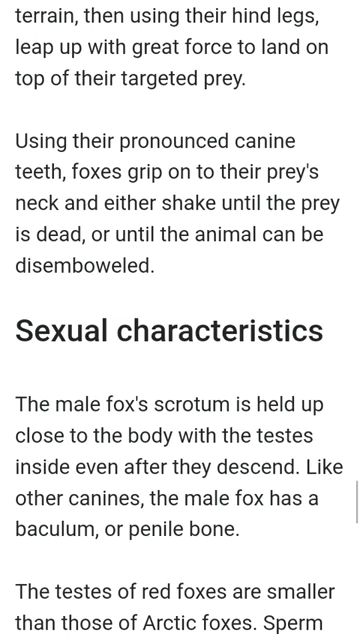 terrain, then using their hind legs,
leap up with great force to land on
top of their targeted prey.
Using their pronounced canine
teeth, foxes grip on to their prey's
neck and either shake until the prey
is dead, or until the animal can be
disemboweled.
Sexual characteristics
The male fox's scrotum is held up
close to the body with the testes
inside even after they descend. Like
other canines, the male fox has a
baculum, or penile bone.
The testes of red foxes are smaller
than those of Arctic foxes. Sperm